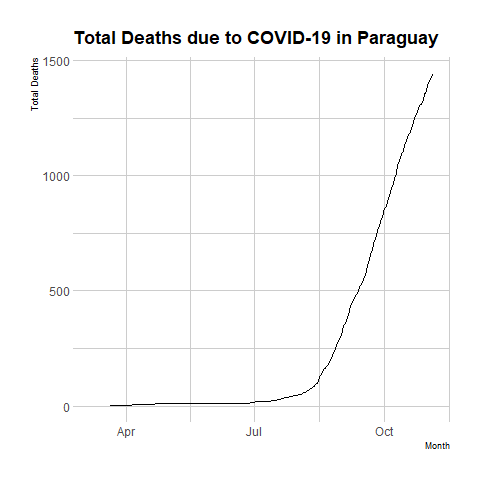 Total Deaths due to COVID-19 in Paraguay
Total Deaths
1500
1000
500
0
Apr Jul Oct
Month